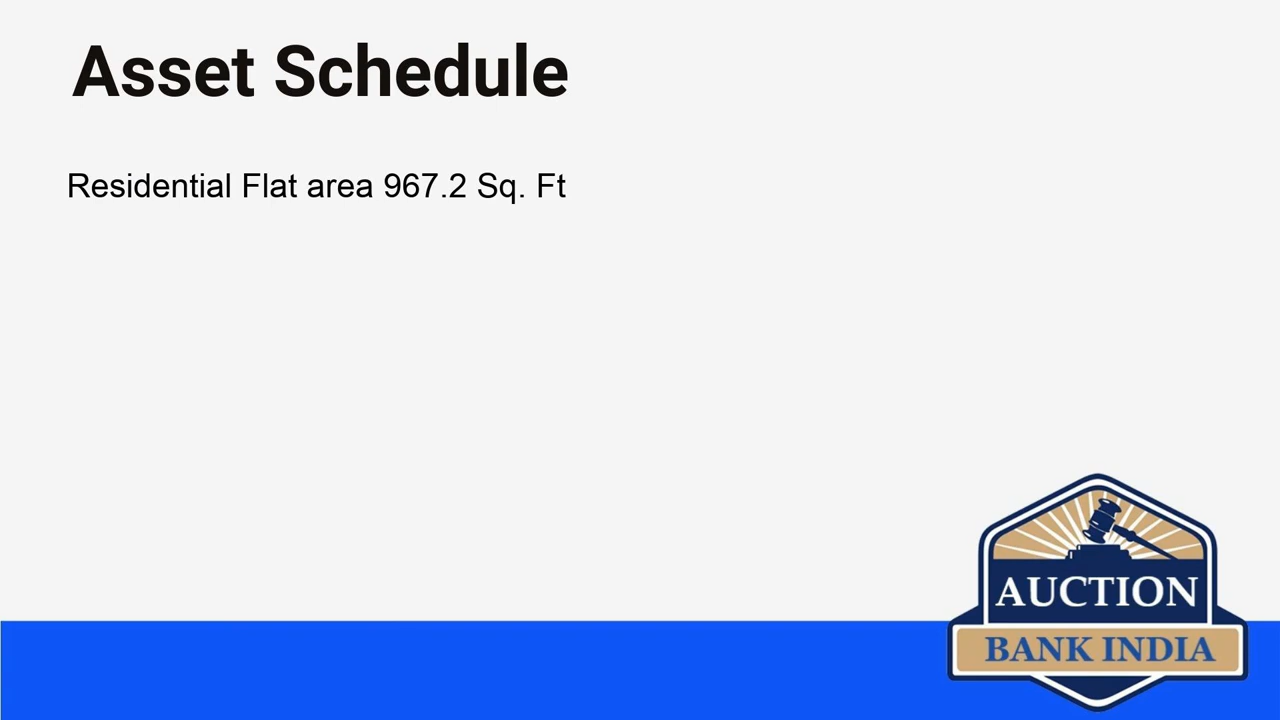 Asset Schedule
Residential Flat area 967.2 Sq. Ft
AUCTION
BANK INDIA